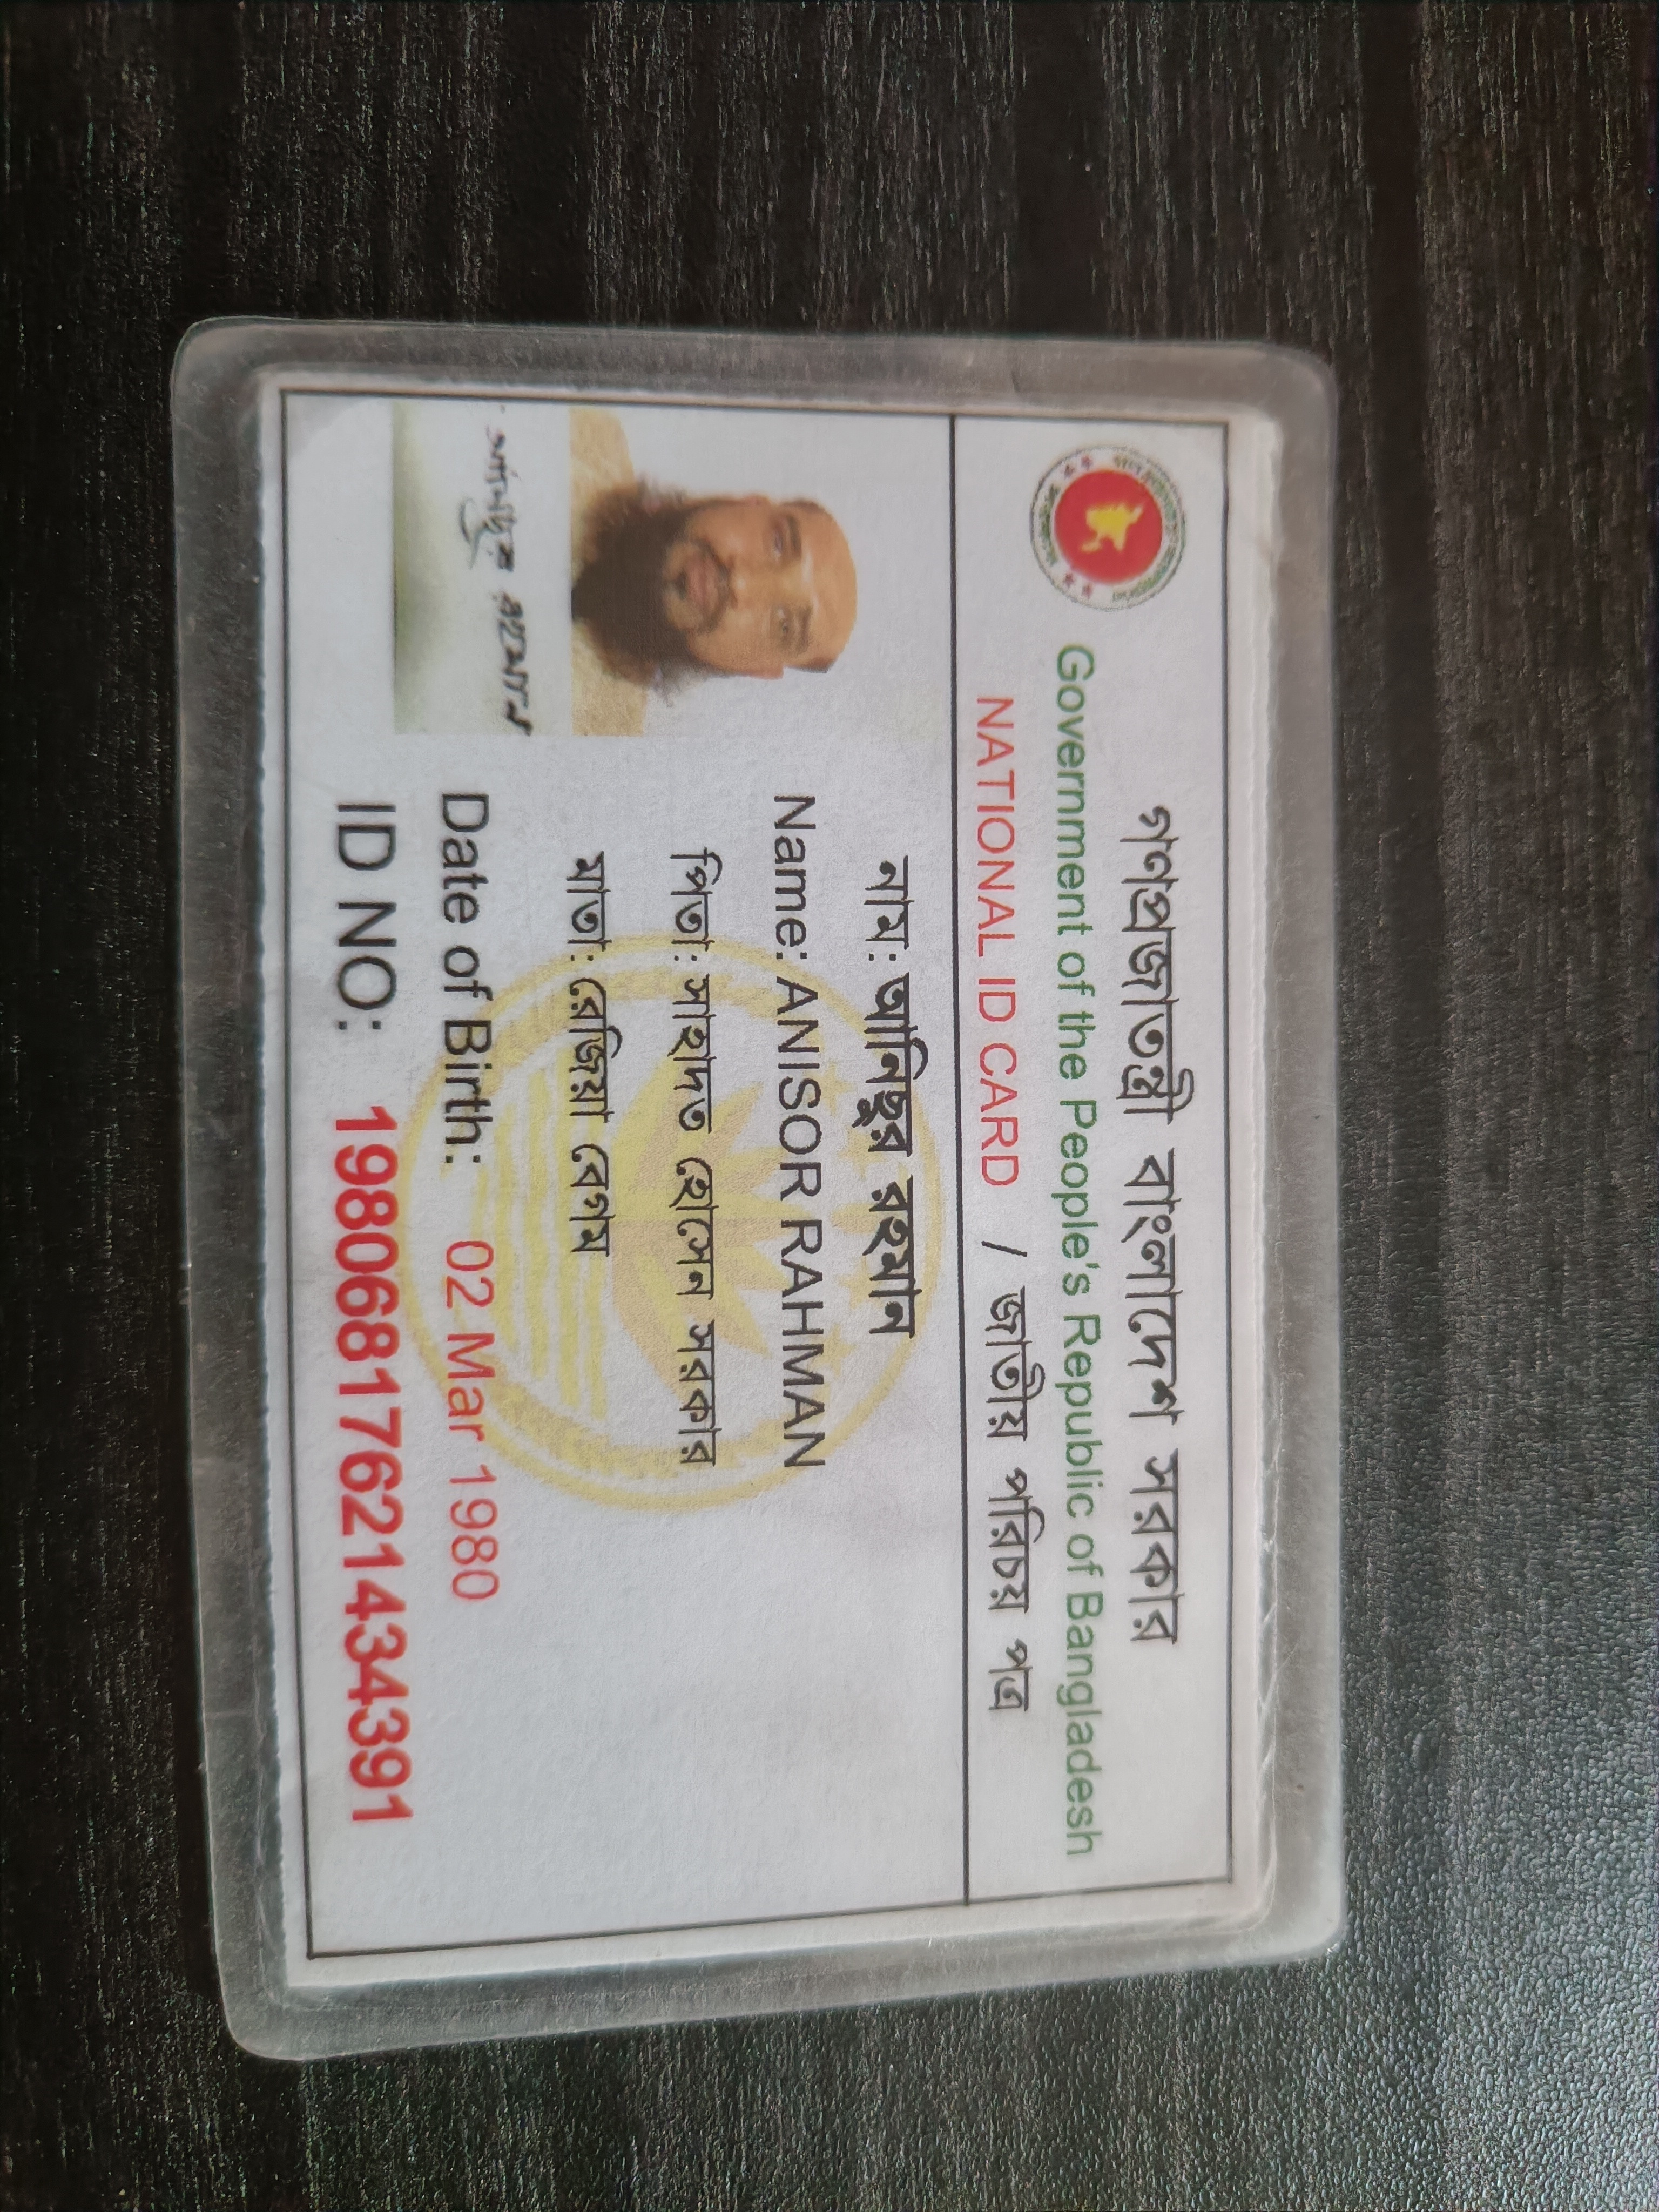 গণপ্রজাতন্ত্রী বাংলাদেশ সরকার
Government of the People's Republic of Bangladesh
NATIONAL ID CARD / জাতীয় পরিচয় পত্র
নাম: আনিছুর রহমান
Name: ANISOR RAHMAN
পিতা: সাহাদত হোসেন সরকার
মাতা: রেজিয়া বেগম
Date of Birth: 02 Mar 1980
ID NO: 19806817621434391
আনিছুর রহমান